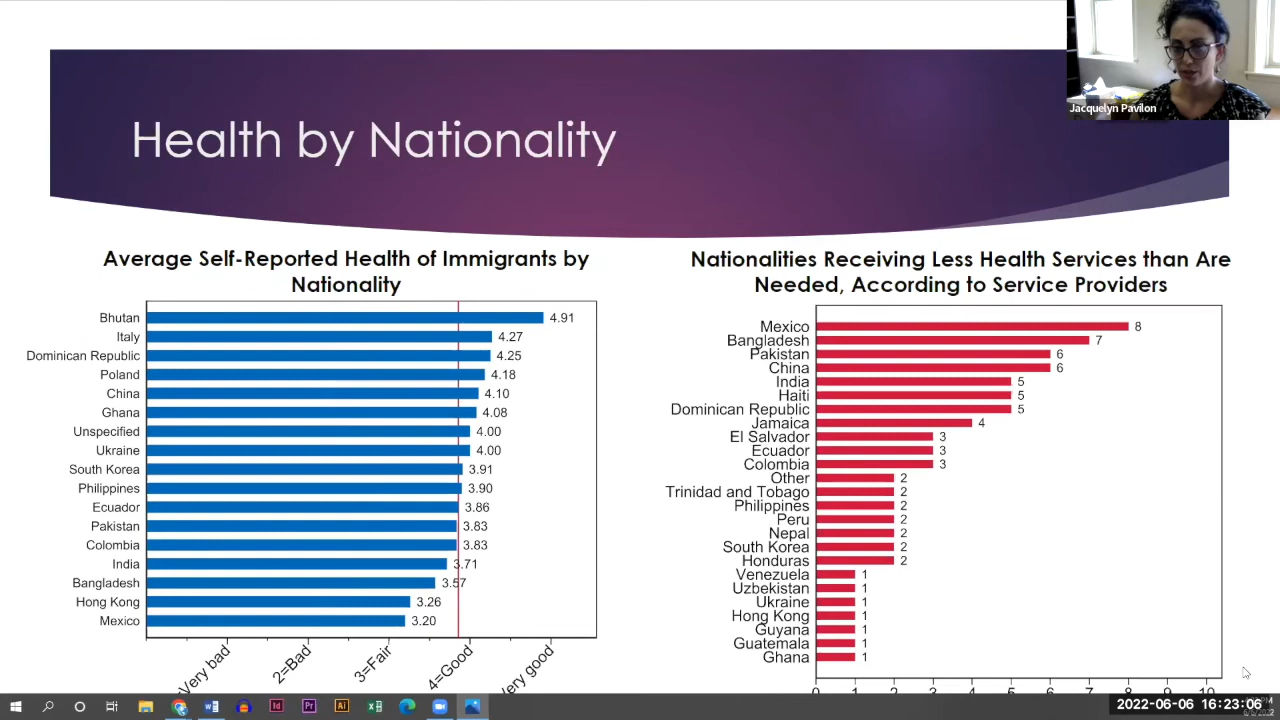 Jacquelyn Pavilon
Health by Nationality
Average Self-Reported Health of Immigrants by
Nationality
Bhutan 4.91
Italy 4.27
Dominican Republic 4.25
Poland 4.18
China 4.10
Ghana 4.08
Unspecified 4.00
Ukraine 4.00
South Korea 3.91
Philippines 3.90
Ecuador 3.86
Pakistan 3.83
Colombia 3.83
India 3.71
Bangladesh 3.57
Hong Kong 3.26
Mexico 3.20
Very bad 2=Bad 3=Fair 4=Good Very good
Nationalities Receiving Less Health Services than Are
Needed, According to Service Providers
Mexico 8
Bangladesh 7
Pakistan 6
China 6
India 5
Haiti 5
Dominican Republic 5
Jamaica 4
El Salvador 3
Ecuador 3
Colombia 3
Other 2
Trinidad and Tobago 2
Philippines 2
Peru 2
Nepal 2
South Korea 2
Honduras 2
Venezuela 1
Uzbekistan 1
Ukraine 1
Hong Kong 1
Guyana 1
Guatemala 1
Ghana 1
0 1 2 3 4 5 6 7 8 9 10
Id Pr Ai
2022-06-06 16:23:06